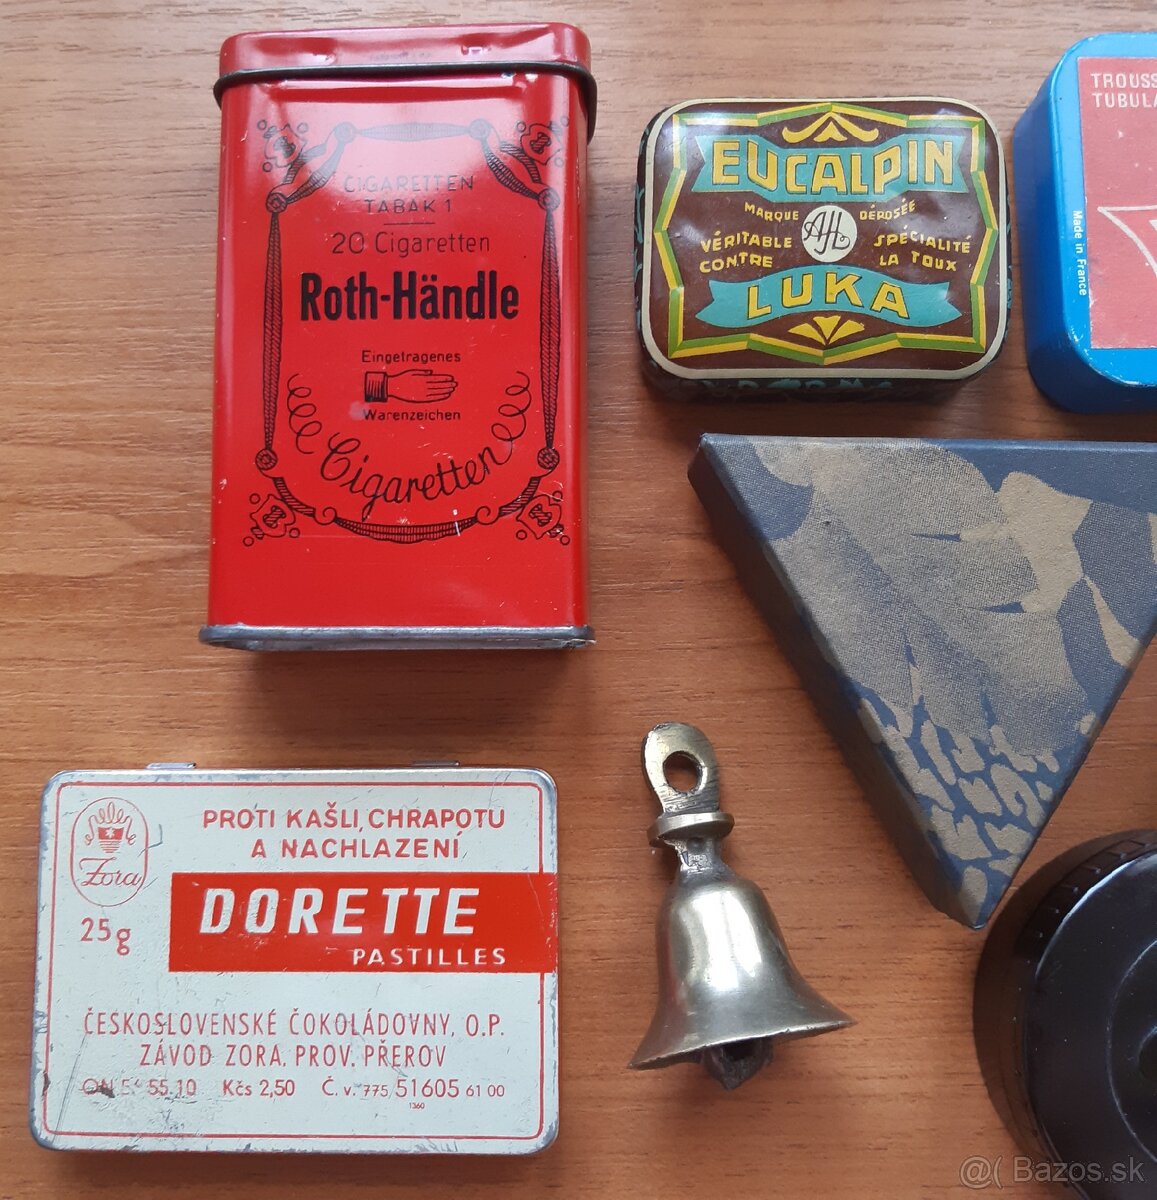 CIGARETTEN
TABAK 1
20 Cigaretten
Roth-Händle
Eingetragenes
Warenzeichen
Cigaretten
EUCALPIN
MARQUE DÉPOSÉE
AHL
VÉRITABLE SPÉCIALITÉ
CONTRE LA TOUX
LUKA
TROUSS
TUBULA
Made in France
Zora
PROTI KAŠLI, CHRAPOTU
A NACHLAZENÍ
DORETTE
PASTILLES
25g
ČESKOSLOVENSKÉ ČOKOLÁDOVNY, O.P.
ZÁVOD ZORA, PROV. PŘEROV
55.10 Kčs 2,50 Č. v. 775/51605 61 00
1360
@( Bazos.sk